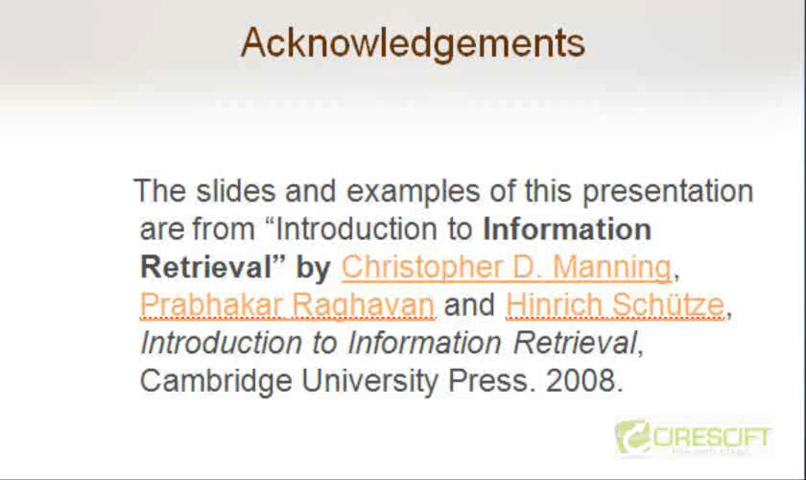 Acknowledgements
The slides and examples of this presentation
are from “Introduction to Information
Retrieval” by Christopher D. Manning,
Prabhakar Raghavan and Hinrich Schütze,
Introduction to Information Retrieval,
Cambridge University Press. 2008.